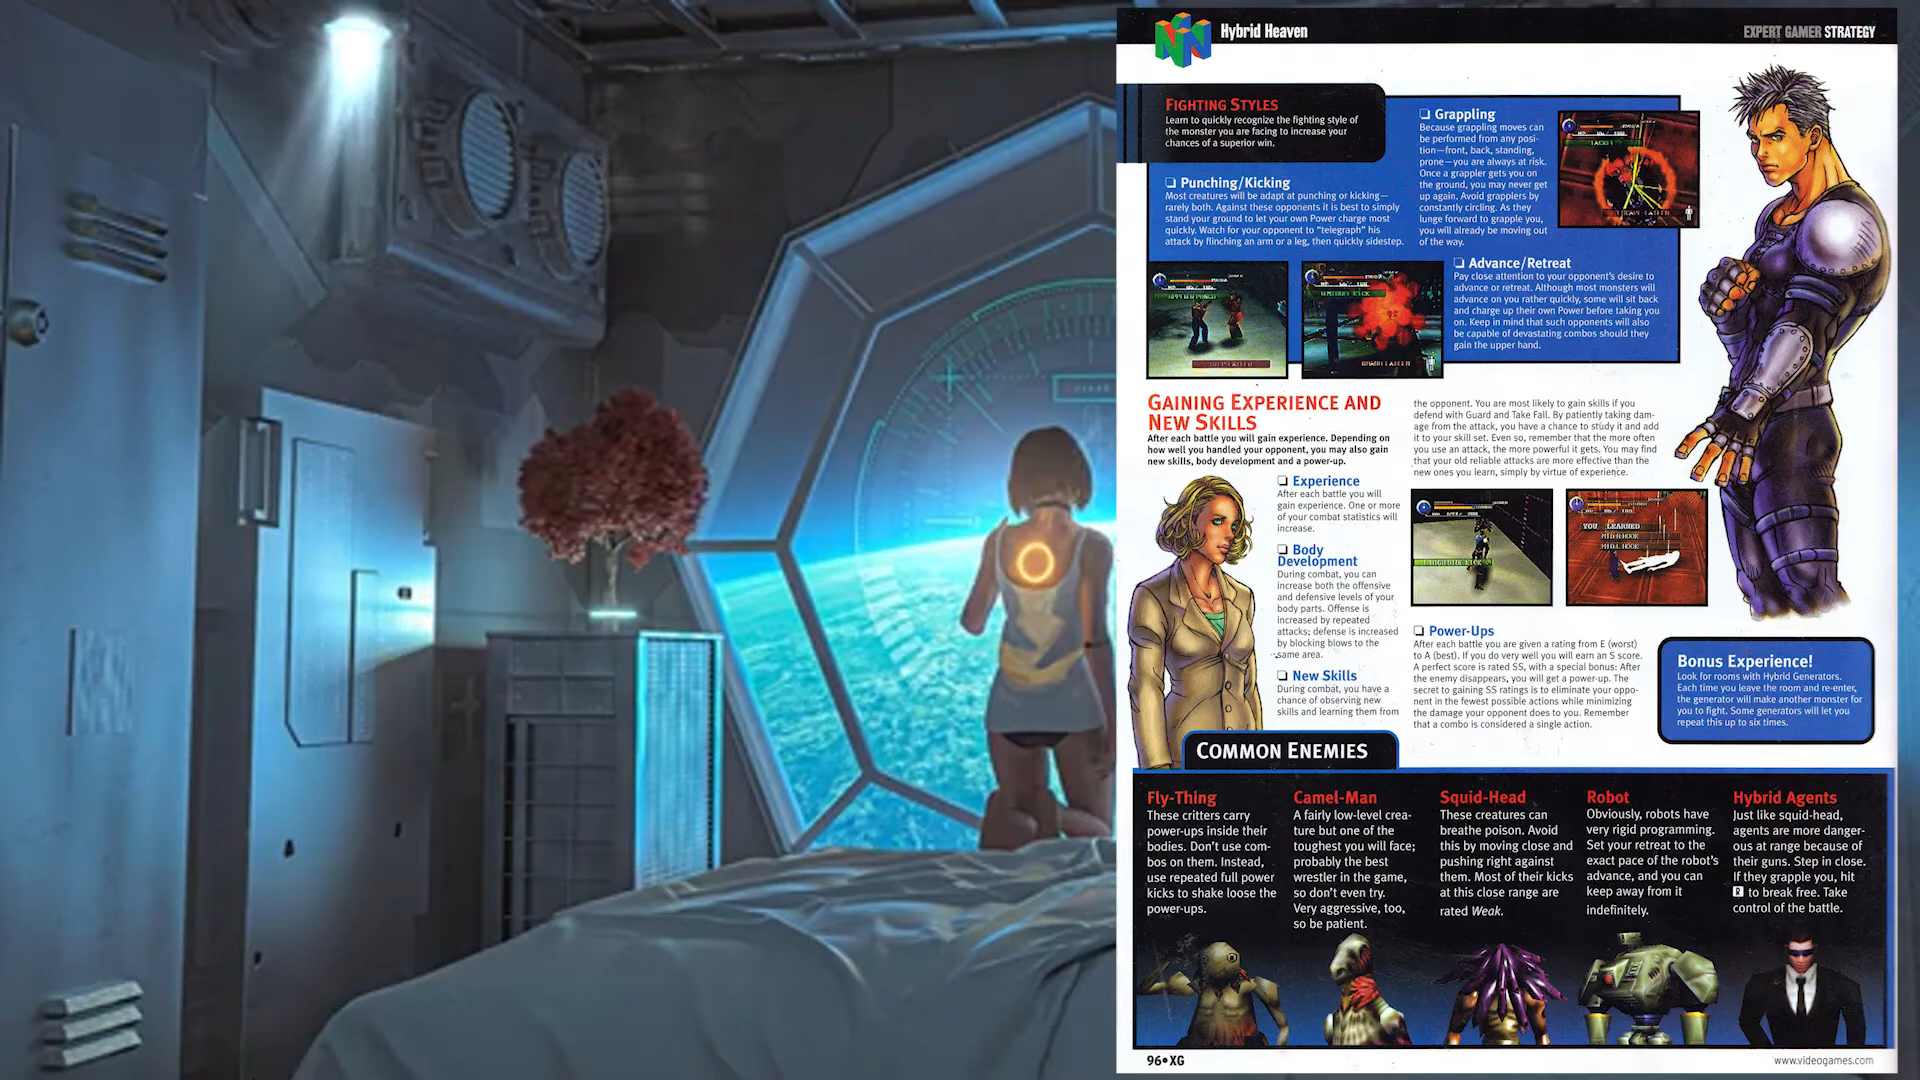 Hybrid Heaven
EXPERT GAMER STRATEGY
FIGHTING STYLES
Learn to quickly recognize the fighting style of
the monster you are facing to increase your
chances of a superior win.
❏ Punching/Kicking
Most creatures will be adapt at punching or kicking—
rarely both. Against these opponents it is best to simply
stand your ground to let your own Power charge most
quickly. Watch for your opponent to “telegraph” his
attack by flinching an arm or a leg, then quickly sidestep.
❏ Grappling
Because grappling moves can
be performed from any posi-
tion—front, back, standing,
prone—you are always at risk.
Once a grappler gets you on
the ground, you may never get
up again. Avoid grapplers by
constantly circling. As they
lunge forward to grapple you,
you will already be moving out
of the way.
❏ Advance/Retreat
Pay close attention to your opponent's desire to
advance or retreat. Although most monsters will
advance on you rather quickly, some will sit back
and charge up their own Power before taking you
on. Keep in mind that such opponents will also
be capable of devastating combos should they
gain the upper hand.
GAINING EXPERIENCE AND
NEW SKILLS
After each battle you will gain experience. Depending on
how well you handled your opponent, you may also gain
new skills, body development and a power-up.
❏ Experience
After each battle you will
gain experience. One or more
of your combat statistics will
increase.
❏ Body
Development
During combat, you can
increase both the offensive
and defensive levels of your
body parts. Offense is
increased by repeated
attacks; defense is increased
by blocking blows to the
same area.
❏ New Skills
During combat, you have a
chance of observing new
skills and learning them from
the opponent. You are most likely to gain skills if you
defend with Guard and Take Fall. By patiently taking dam-
age from the attack, you have a chance to study it and add
it to your skill set. Even so, remember that the more often
you use an attack, the more powerful it gets. You may find
that your old reliable attacks are more effective than the
new ones you learn, simply by virtue of experience.
YOU LEARNED
❏ Power-Ups
After each battle you are given a rating from E (worst)
to A (best). If you do very well you will earn an S score.
A perfect score is rated SS, with a special bonus: After
the enemy disappears, you will get a power-up. The
secret to gaining SS ratings is to eliminate your oppo-
nent in the fewest possible actions while minimizing
the damage your opponent does to you. Remember
that a combo is considered a single action.
Bonus Experience!
Look for rooms with Hybrid Generators.
Each time you leave the room and re-enter,
the generator will make another monster for
you to fight. Some generators will let you
repeat this up to six times.
COMMON ENEMIES
Fly-Thing
These critters carry
power-ups inside their
bodies. Don't use com-
bos on them. Instead,
use repeated full power
kicks to shake loose the
power-ups.
Camel-Man
A fairly low-level crea-
ture but one of the
toughest you will face;
probably the best
wrestler in the game,
so don't even try.
Very aggressive, too,
so be patient.
Squid-Head
These creatures can
breathe poison. Avoid
this by moving close and
pushing right against
them. Most of their kicks
at this close range are
rated Weak.
Robot
Obviously, robots have
very rigid programming.
Set your retreat to the
exact pace of the robot's
advance, and you can
keep away from it
indefinitely.
Hybrid Agents
Just like squid-head,
agents are more danger-
ous at range because of
their guns. Step in close.
If they grapple you, hit
R to break free. Take
control of the battle.
96•XG
www.videogames.com